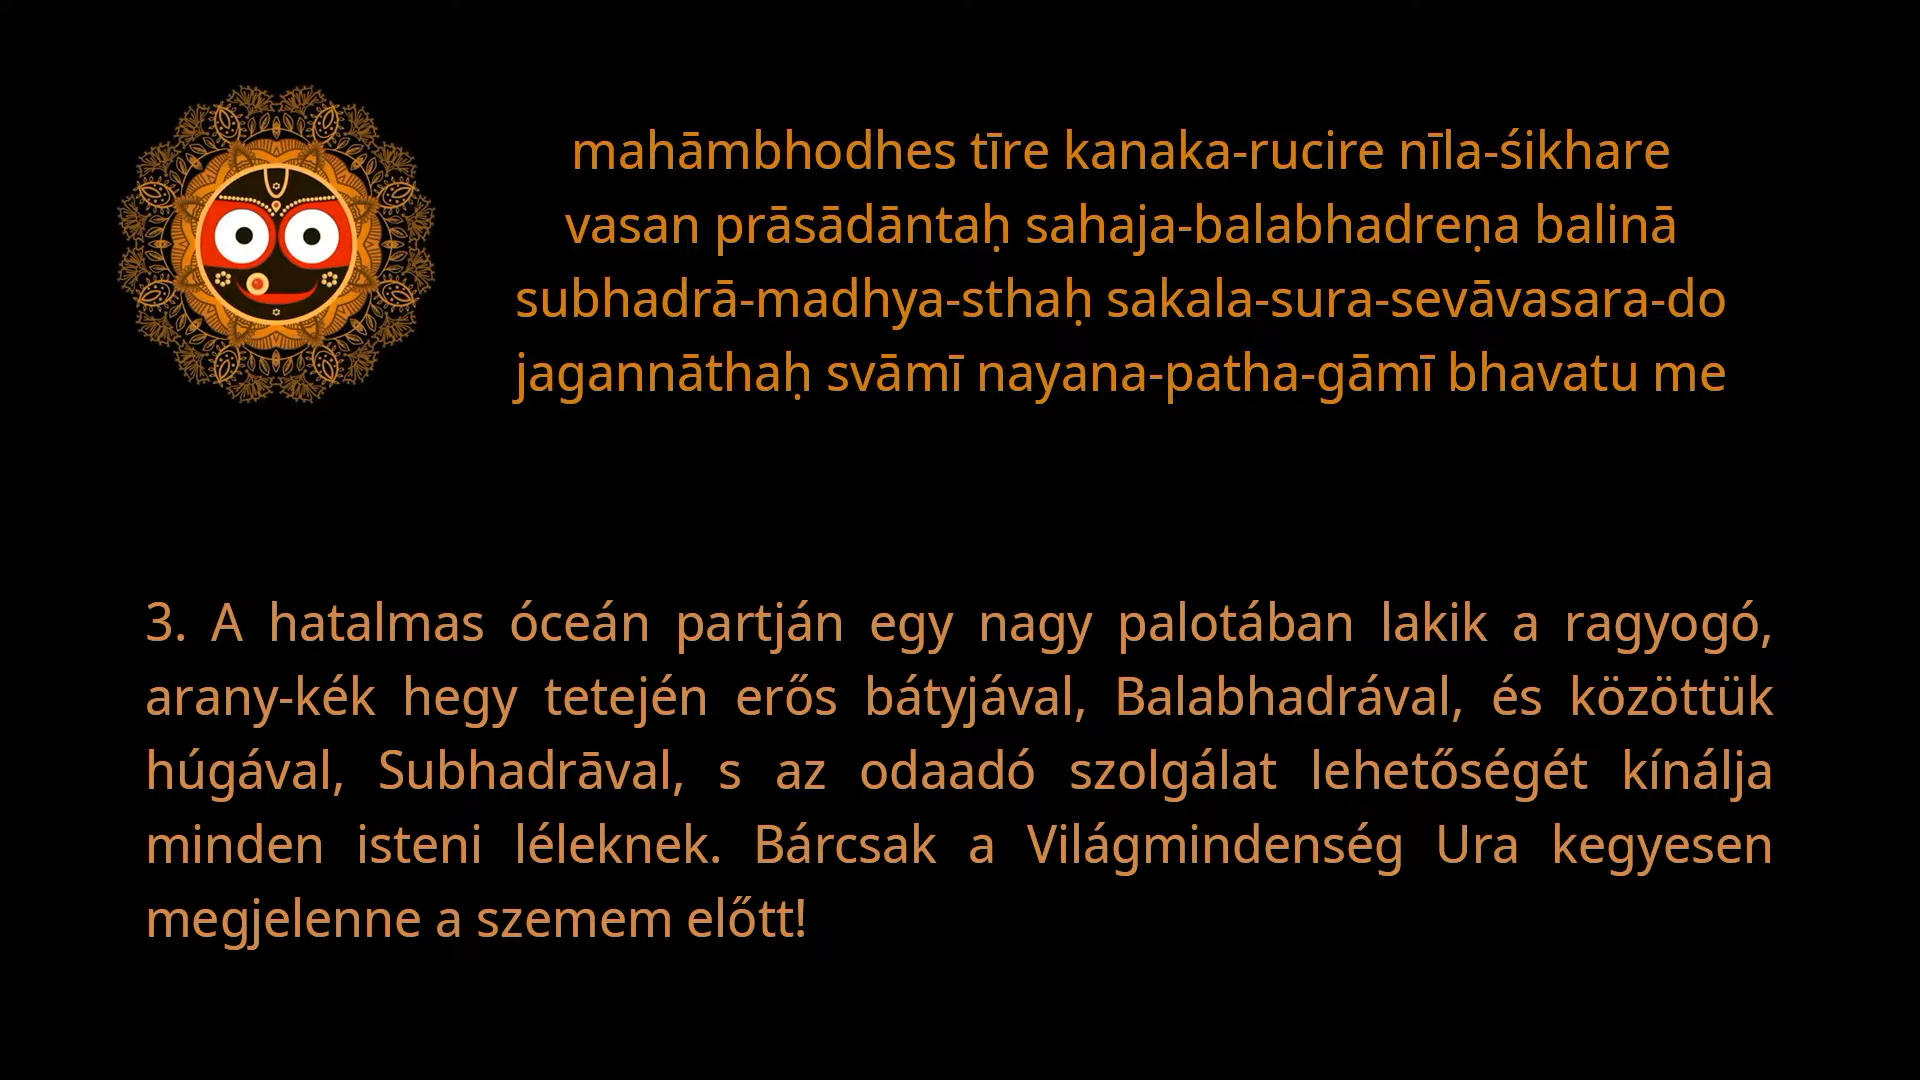 mahāmbhodhes tīre kanaka-rucire nīla-śikhare
vasan prāsādāntaḥ sahaja-balabhadreṇa balinā
subhadrā-madhya-sthaḥ sakala-sura-sevāvasara-do
jagannāthaḥ svāmī nayana-patha-gāmī bhavatu me
3. A hatalmas óceán partján egy nagy palotában lakik a ragyogó,
arany-kék hegy tetején erős bátyjával, Balabhadrával, és közöttük
húgával, Subhadrāval, s az odaadó szolgálat lehetőségét kínálja
minden isteni léleknek. Bárcsak a Világmindenség Ura kegyesen
megjelenne a szemem előtt!